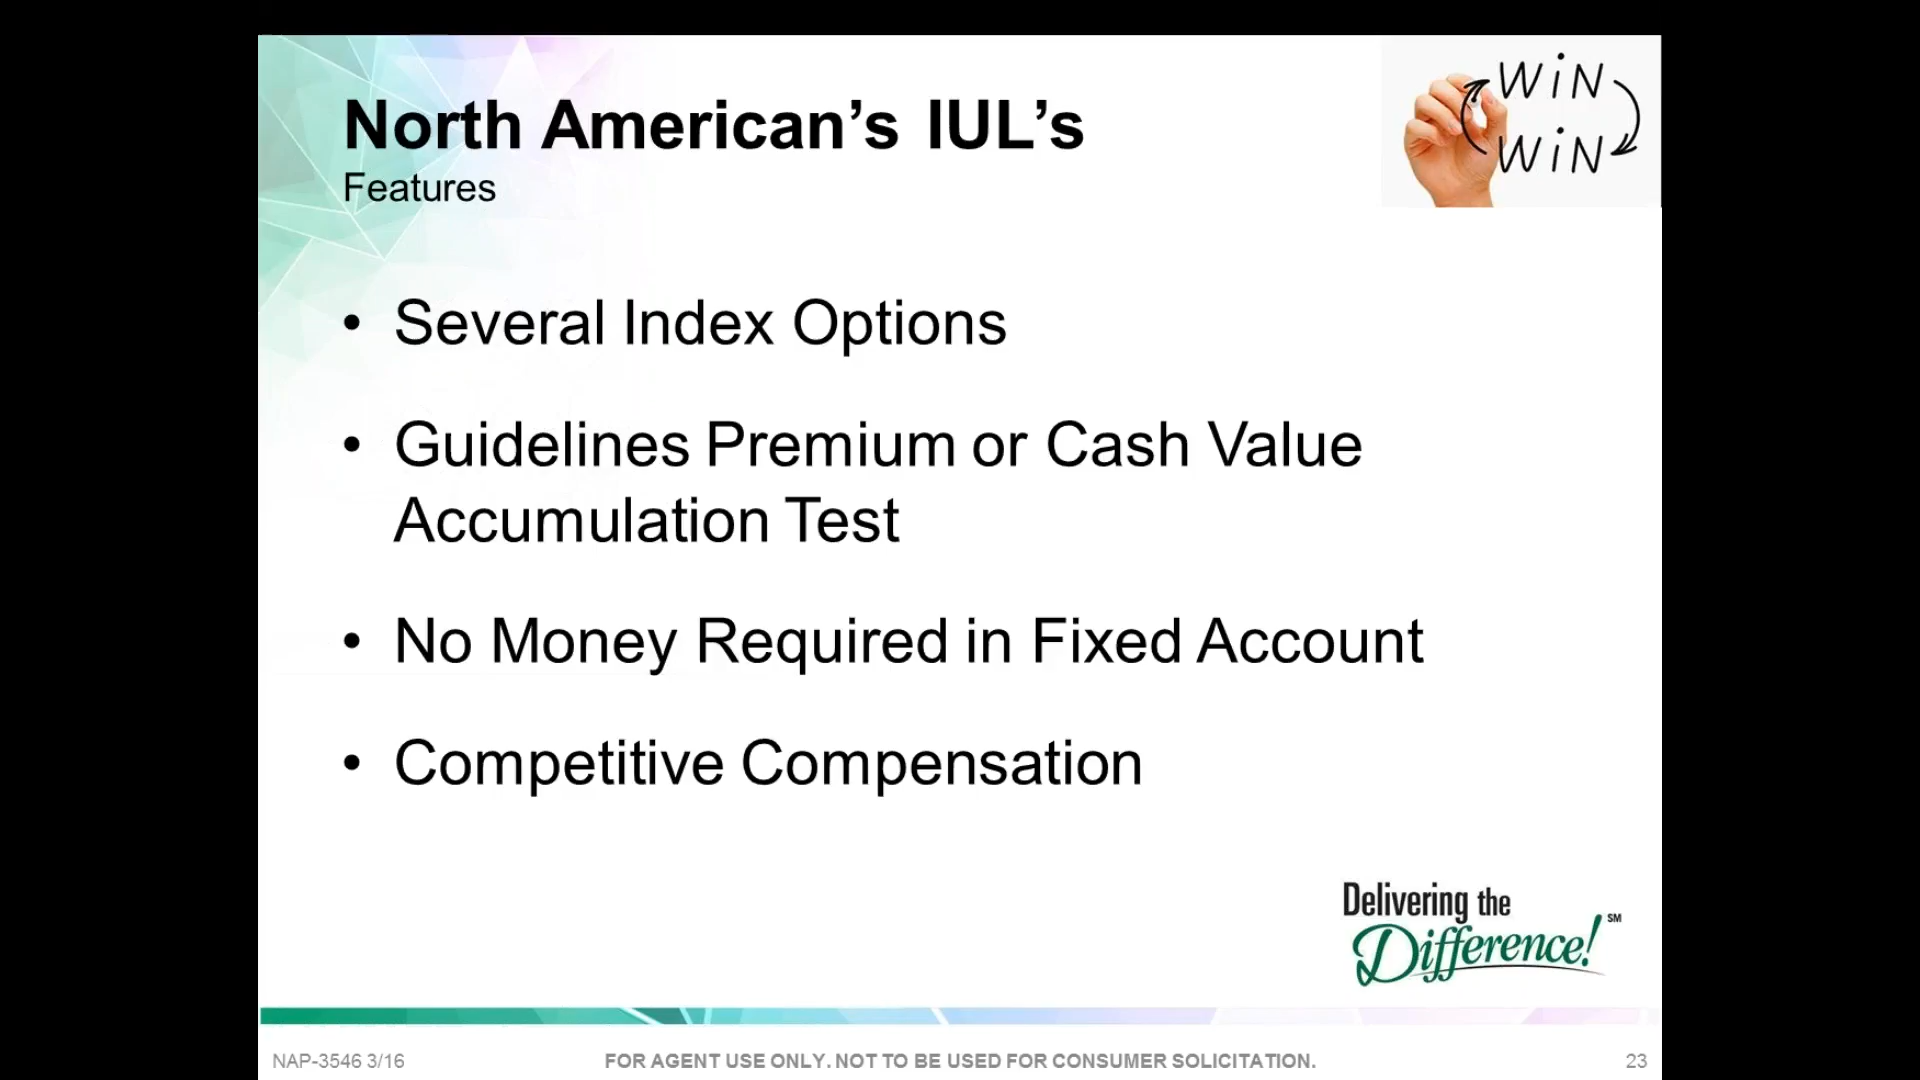 North American’s IUL’s
Features
WiN
WiN
• Several Index Options
• Guidelines Premium or Cash Value
Accumulation Test
• No Money Required in Fixed Account
• Competitive Compensation
Delivering the
Difference! SM
NAP-3546 3/16 FOR AGENT USE ONLY. NOT TO BE USED FOR CONSUMER SOLICITATION. 23